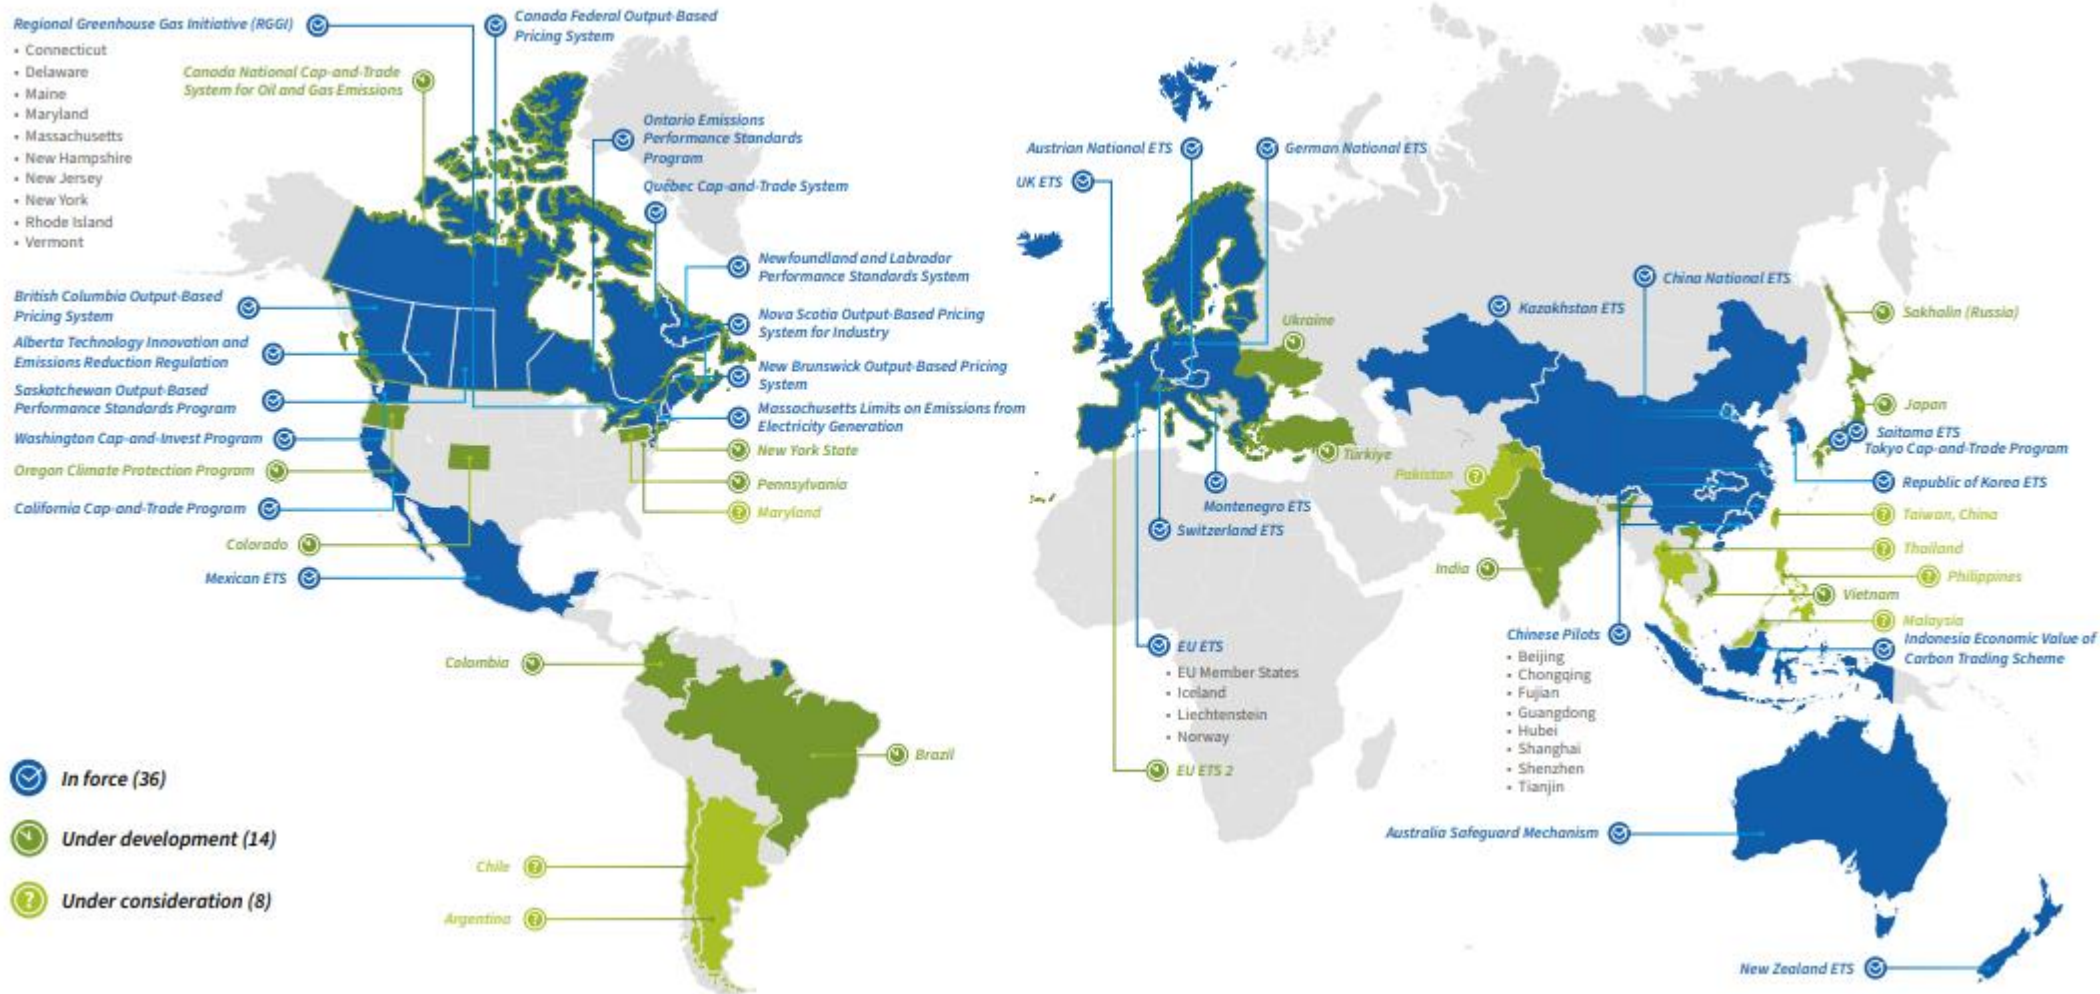 Regional Greenhouse Gas Initiative (RGGI)
• Connecticut
• Delaware
• Maine
• Maryland
• Massachusetts
• New Hampshire
• New Jersey
• New York
• Rhode Island
• Vermont
Canada Federal Output-Based
Pricing System
Canada National Cap-and-Trade
System for Oil and Gas Emissions
Ontario Emissions
Performance Standards
Program
Québec Cap-and-Trade System
Newfoundland and Labrador
Performance Standards System
Nova Scotia Output-Based Pricing
System for Industry
New Brunswick Output-Based Pricing
System
Massachusetts Limits on Emissions from
Electricity Generation
New York State
Pennsylvania
Maryland
British Columbia Output-Based
Pricing System
Alberta Technology Innovation and
Emissions Reduction Regulation
Saskatchewan Output-Based
Performance Standards Program
Washington Cap-and-Invest Program
Oregon Climate Protection Program
California Cap-and-Trade Program
Colorado
Mexican ETS
Colombia
Brazil
Chile
Argentina
In force (36)
Under development (14)
Under consideration (8)
Austrian National ETS
German National ETS
UK ETS
Ukraine
Türkiye
Pakistan
Montenegro ETS
Switzerland ETS
India
EU ETS
• EU Member States
• Iceland
• Liechtenstein
• Norway
EU ETS 2
Kazakhstan ETS
China National ETS
Sakhalin (Russia)
Japan
Saitama ETS
Tokyo Cap-and-Trade Program
Republic of Korea ETS
Taiwan, China
Thailand
Philippines
Vietnam
Malaysia
Indonesia Economic Value of
Carbon Trading Scheme
Chinese Pilots
• Beijing
• Chongqing
• Fujian
• Guangdong
• Hubei
• Shanghai
• Shenzhen
• Tianjin
Australia Safeguard Mechanism
New Zealand ETS